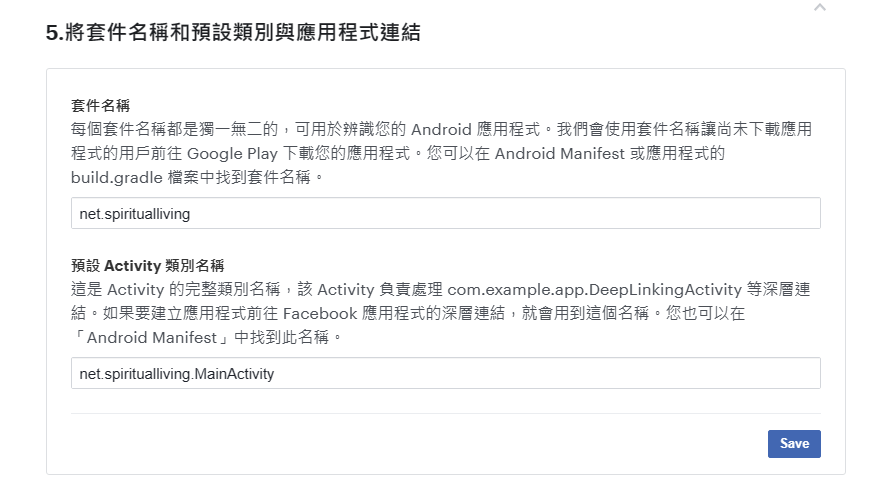 5.將套件名稱和預設類別與應用程式連結
套件名稱
每個套件名稱都是獨一無二的，可用於辨識您的 Android 應用程式。我們會使用套件名稱讓尚未下載應用
程式的用戶前往 Google Play 下載您的應用程式。您可以在 Android Manifest 或應用程式的
build.gradle 檔案中找到套件名稱。
net.spiritualliving
預設 Activity 類別名稱
這是 Activity 的完整類別名稱，該 Activity 負責處理 com.example.app.DeepLinkingActivity 等深層連
結。如果要建立應用程式前往 Facebook 應用程式的深層連結，就會用到這個名稱。您也可以在
「Android Manifest」中找到此名稱。
net.spiritualliving.MainActivity
Save